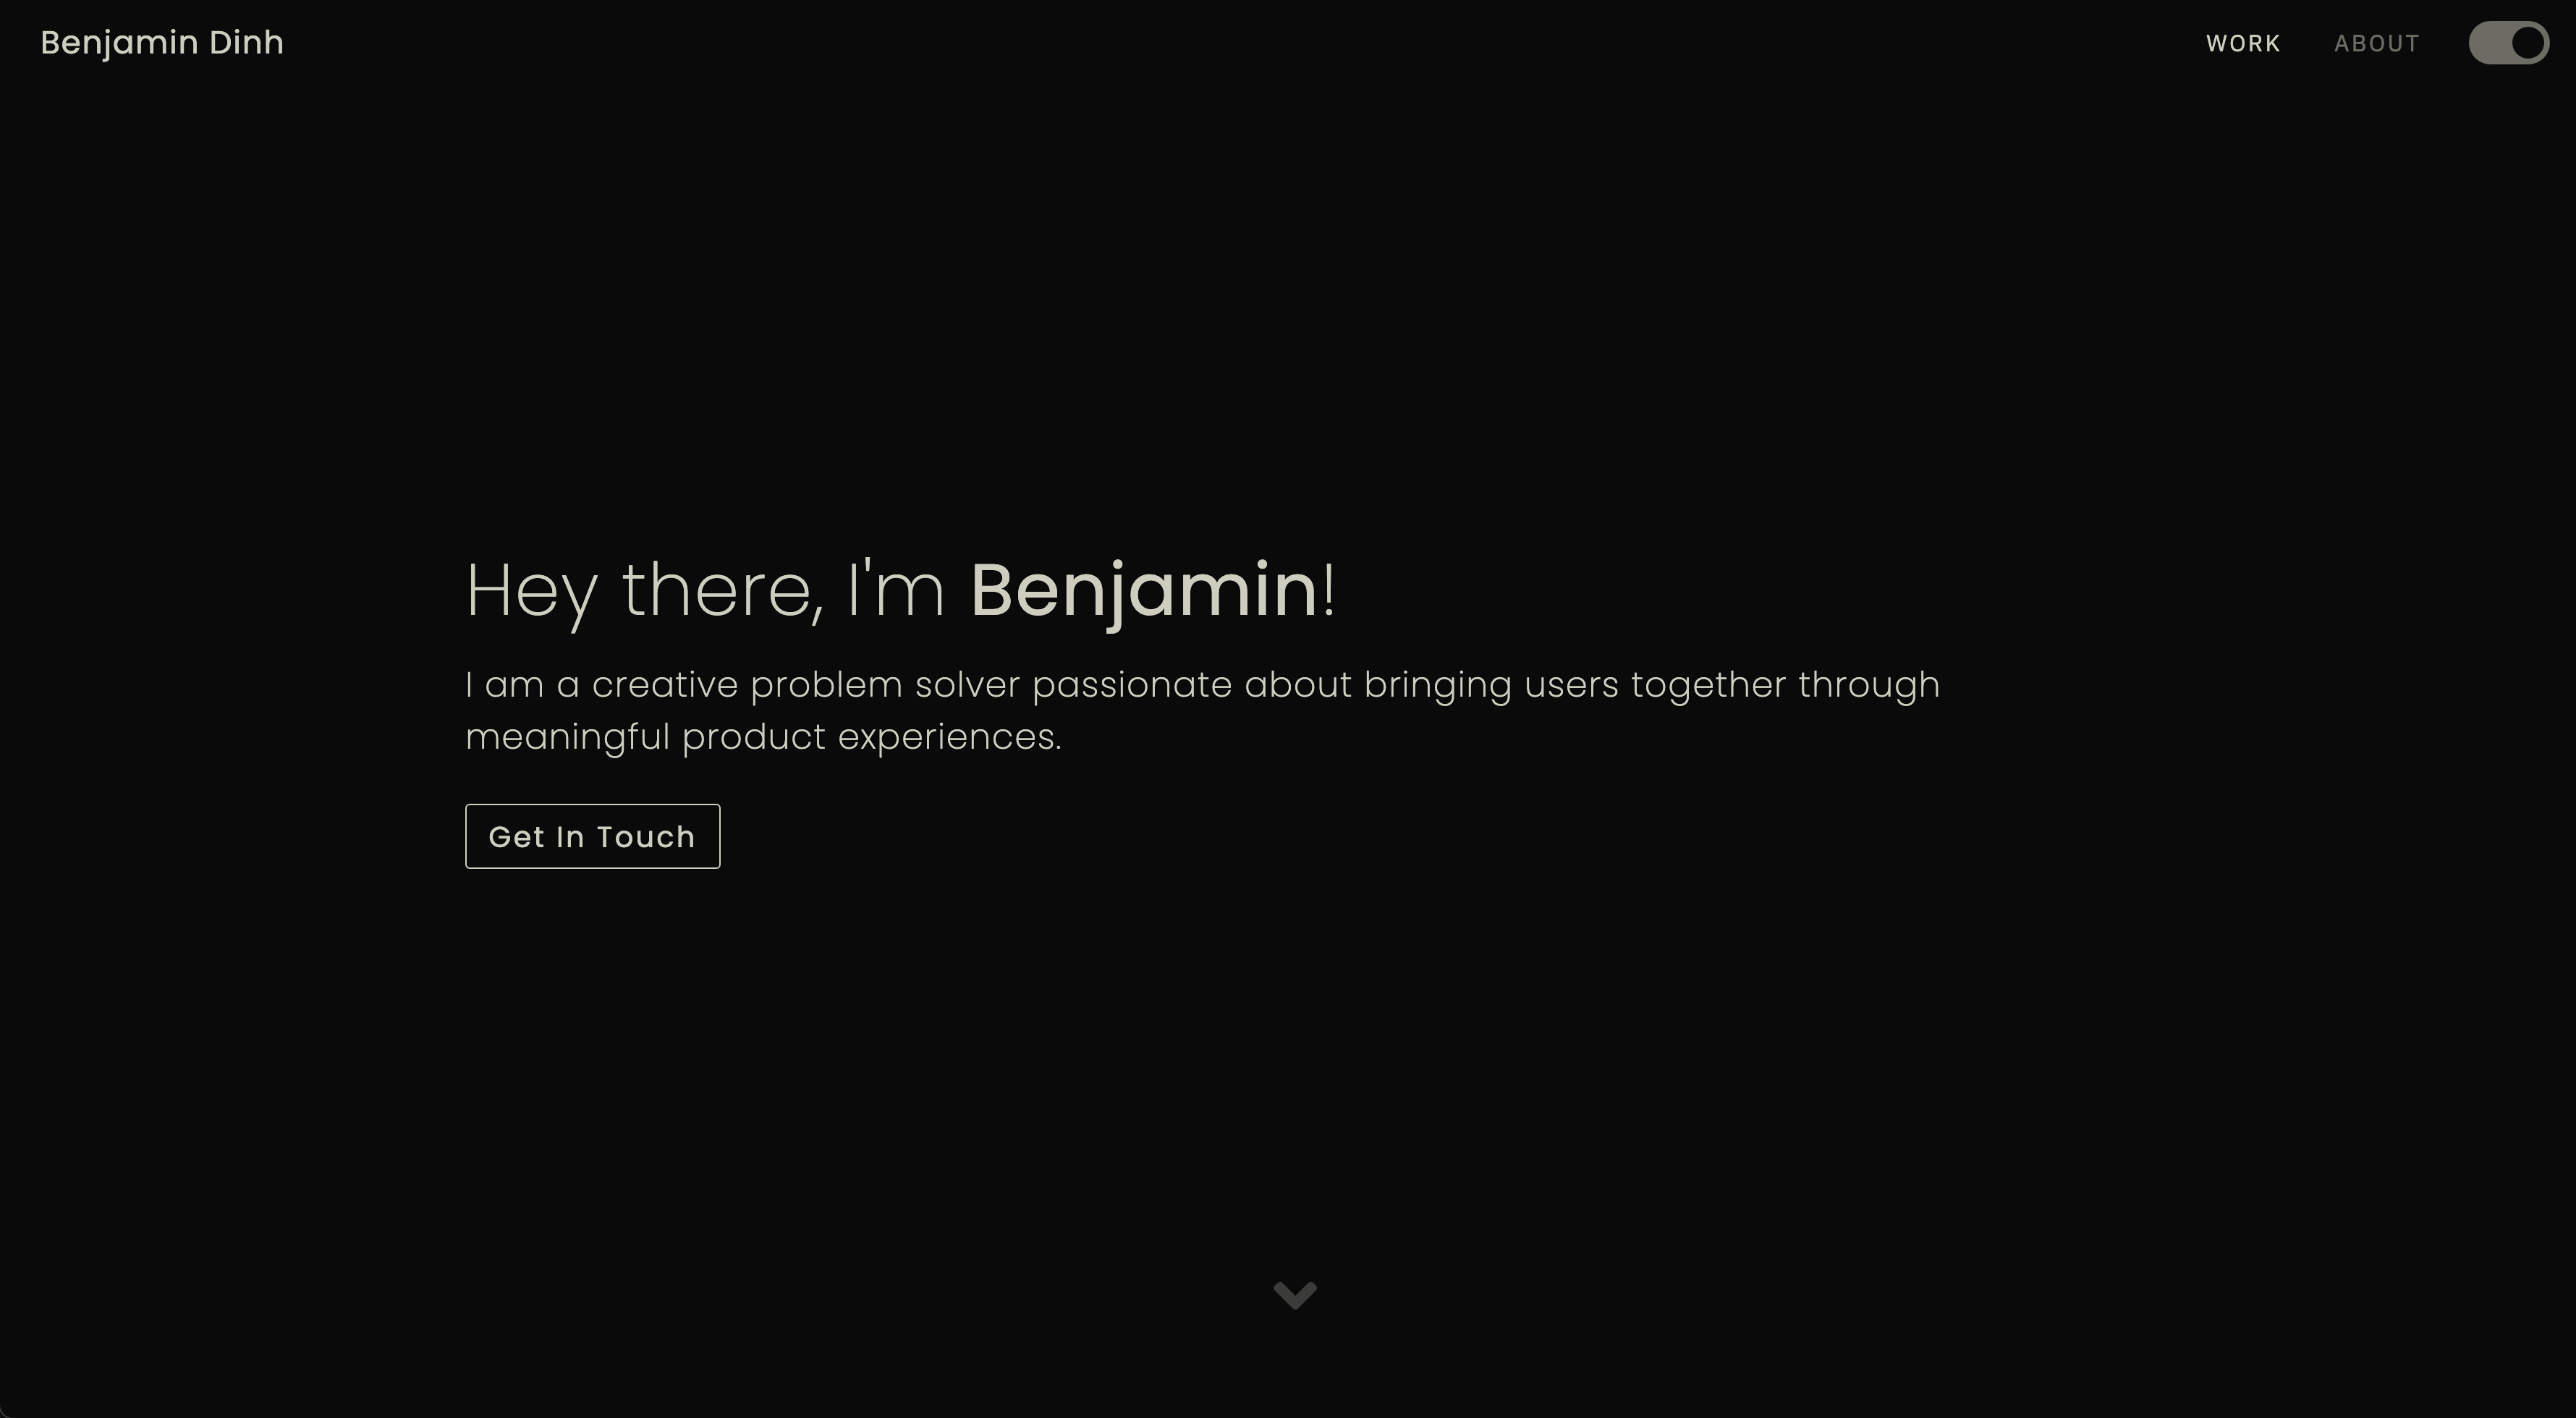 Benjamin Dinh
WORK
ABOUT
Hey there, I'm Benjamin!
I am a creative problem solver passionate about bringing users together through
meaningful product experiences.
Get In Touch